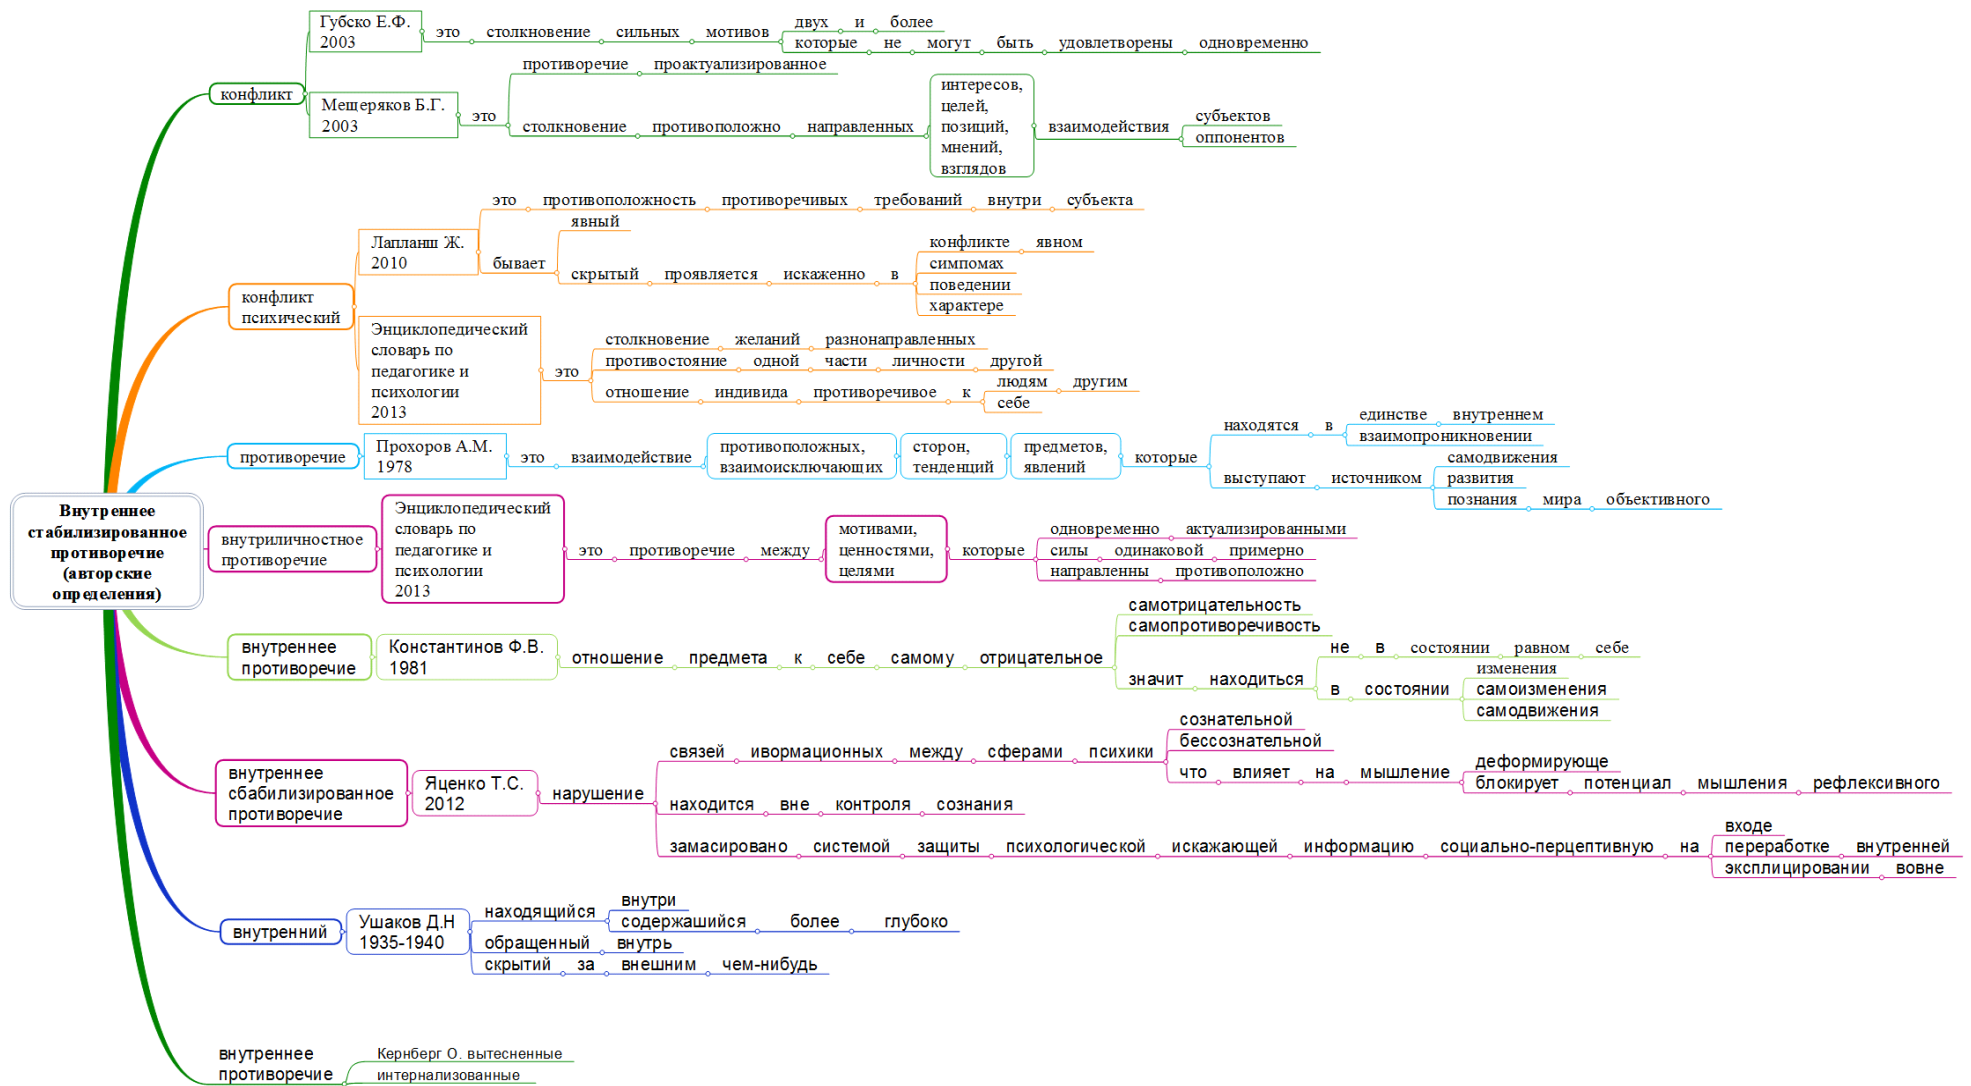 Внутреннее
стабилизированное
противоречие
(авторские
определения)
конфликт
Губско Е.Ф.
2003
это столкновение сильных мотивов
двух и более
которые не могут быть удовлетворены одновременно
Мещеряков Б.Г.
2003
это
противоречие проактуализированное
столкновение противоположно направленных
интересов,
целей,
позиций,
мнений,
взглядов
взаимодействия
субъектов
оппонентов
конфликт
психический
Лапланш Ж.
2010
это противоположность противоречивых требований внутри субъекта
бывает
явный
скрытый проявляется искаженно в
конфликте явном
симпомах
поведении
характере
Энциклопедический
словарь по
педагогике и
психологии
2013
это
столкновение желаний разнонаправленных
противостояние одной части личности другой
отношение индивида противоречивое к
людям другим
себе
противоречие
Прохоров А.М.
1978
это взаимодействие
противоположных,
взаимоисключающих
сторон,
тенденций
предметов,
явлений
которые
находятся в
единстве внутреннем
взаимопроникновении
выступают источником
самодвижения
развития
познания мира объективного
внутриличностное
противоречие
Энциклопедический
словарь по
педагогике и
психологии
2013
это противоречие между
мотивами,
ценностями,
целями
которые
одновременно актуализированными
силы одинаковой примерно
направленны противоположно
внутреннее
противоречие
Константинов Ф.В.
1981
отношение предмета к себе самому отрицательное
самотрицательность
самопротиворечивость
значит находиться
не в состоянии равном себе
в состоянии
изменения
самоизменения
самодвижения
внутреннее
сбабилизированное
противоречие
Яценко Т.С.
2012
нарушение
связей ивормационных между сферами психики
сознательной
бессознательной
что влияет на мышление
деформирующе
блокирует потенциал мышления рефлексивного
находится вне контроля сознания
замасировано системой защиты психологической искажающей информацию социально-перцептивную на
входе
переработке внутренней
эксплицировании вовне
внутренний
Ушаков Д.Н
1935-1940
находящийся
внутри
содержашийся более глубоко
обращенный внутрь
скрытий за внешним чем-нибудь
внутреннее
противоречие
Кернберг О. вытесненные
интернализованные